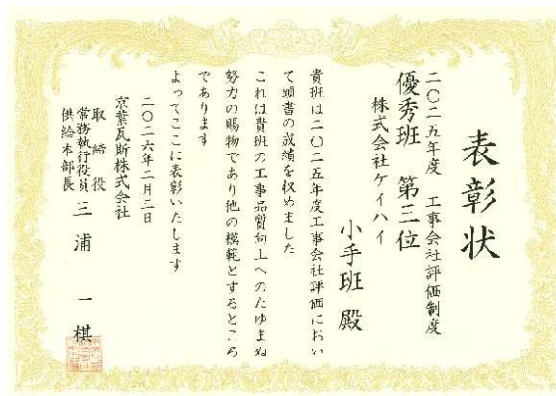 表彰状
二〇二五年度 工事会社評価制度
優秀班 第三位
株式会社ケイハイ
小手班 殿
貴班は二〇二五年度工事会社評価におい
て頭書の成績を収めました
これは貴班の工事品質向上へのたゆまぬ
努力の賜物であり他の模範とするところ
であります
よってここに表彰いたします
二〇二六年二月二日
京葉瓦斯株式会社
取締役
常務執行役員
供給本部長
三浦 一棋